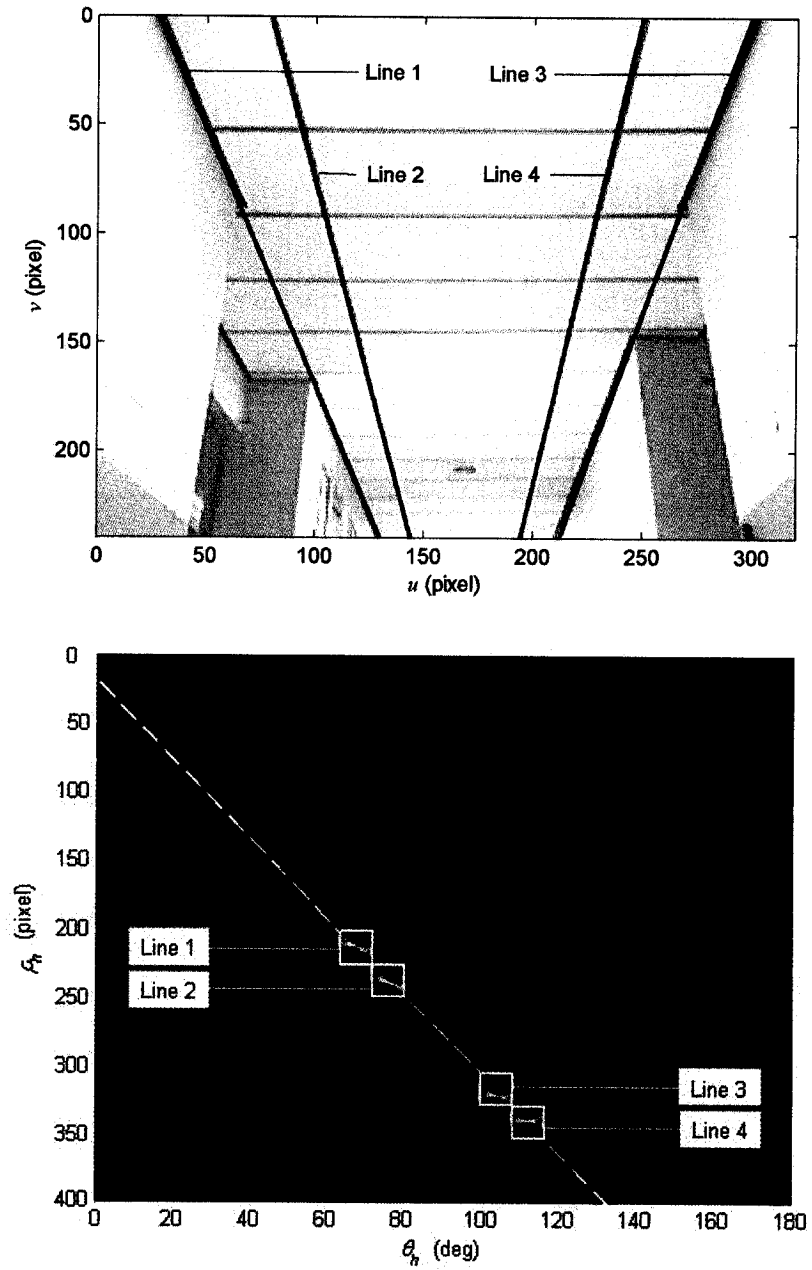 0
50
100
150
200
ν (pixel)
Line 1
Line 3
Line 2
Line 4
0 50 100 150 200 250 300
u (pixel)
0
50
100
150
200
250
300
350
400
ρh (pixel)
Line 1
Line 2
Line 3
Line 4
0 20 40 60 80 100 120 140 160 180
θh (deg)